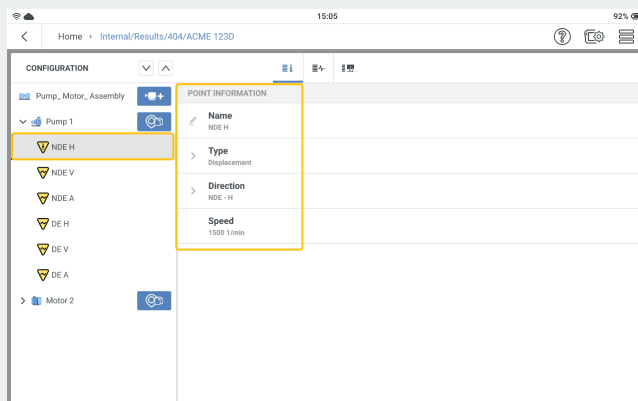 15:05
92%
Home › Internal/Results/404/ACME 123D
CONFIGURATION
Pump_ Motor_ Assembly
Pump 1
NDE H
NDE V
NDE A
DE H
DE V
DE A
Motor 2
POINT INFORMATION
Name
NDE H
Type
Displacement
Direction
NDE - H
Speed
1500 1/min